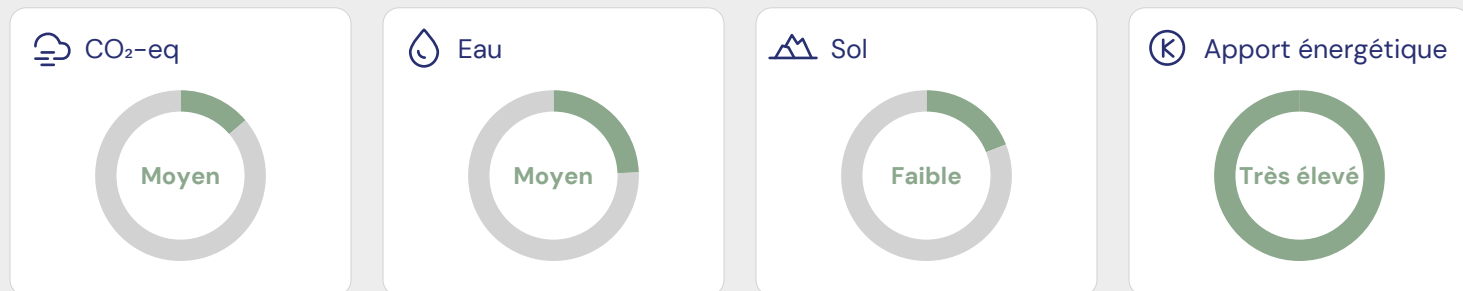 CO₂-eq
Moyen
Eau
Moyen
Sol
Faible
Apport énergétique
Très élevé